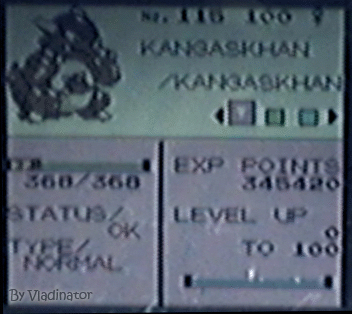 No. 115 100 ♀
KANGASKHAN
/KANGASKHAN
368/368
STATUS/
OK
TYPE/
NORMAL
EXP POINTS
345420
LEVEL UP
0
TO 100
By Vladinator